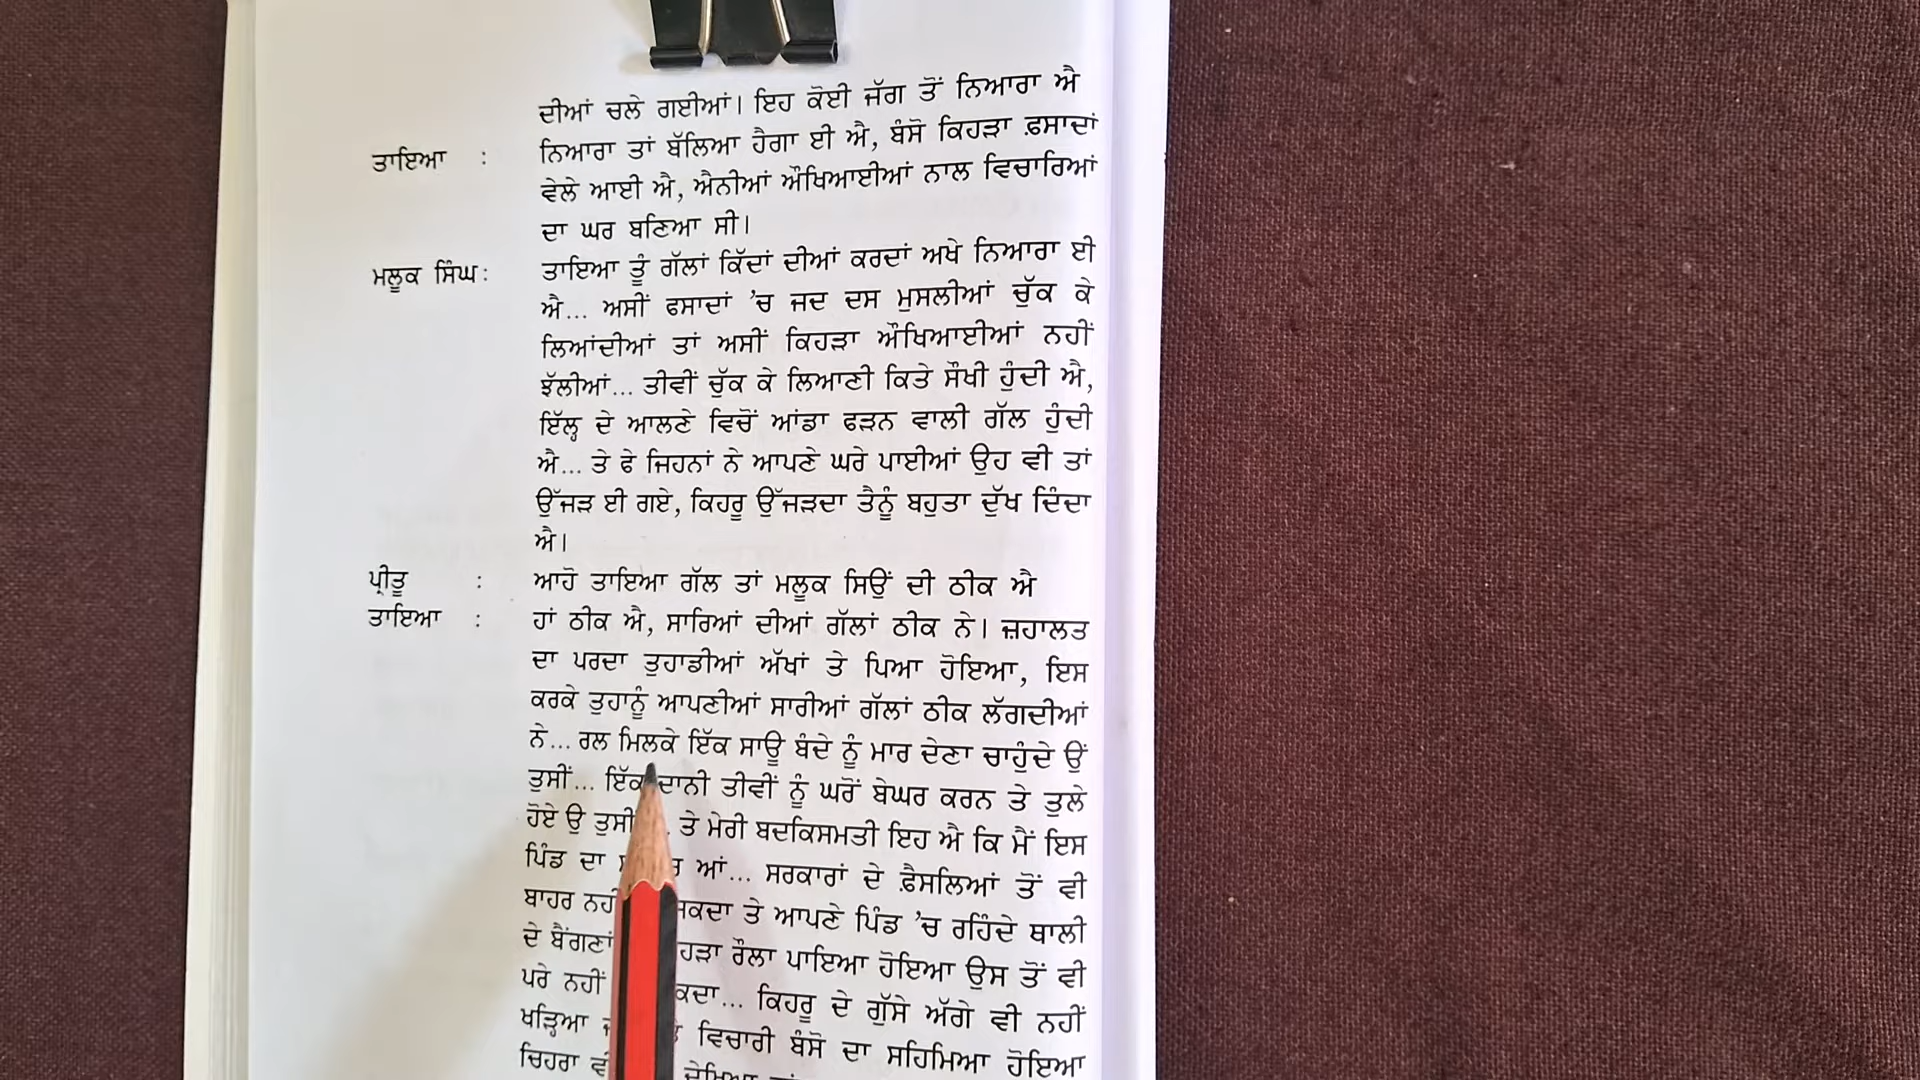 ਦੀਆਂ ਚਲੇ ਗਈਆਂ। ਇਹ ਕੋਈ ਜੱਗ ਤੋਂ ਨਿਆਰਾ ਐ
ਤਾਇਆ : ਨਿਆਰਾ ਤਾਂ ਬੱਲਿਆ ਹੈਗਾ ਈ ਐ, ਬੰਸੋ ਕਿਹੜਾ ਫ਼ਸਾਦਾਂ
ਵੇਲੇ ਆਈ ਐ, ਐਨੀਆਂ ਔਖਿਆਈਆਂ ਨਾਲ ਵਿਚਾਰਿਆਂ
ਦਾ ਘਰ ਬਣਿਆ ਸੀ।
ਮਲੂਕ ਸਿੰਘ: ਤਾਇਆ ਤੂੰ ਗੱਲਾਂ ਕਿੱਦਾਂ ਦੀਆਂ ਕਰਦਾਂ ਅਖੇ ਨਿਆਰਾ ਈ
ਐ... ਅਸੀਂ ਫਸਾਦਾਂ 'ਚ ਜਦ ਦਸ ਮੁਸਲੀਆਂ ਚੁੱਕ ਕੇ
ਲਿਆਂਦੀਆਂ ਤਾਂ ਅਸੀਂ ਕਿਹੜਾ ਔਖਿਆਈਆਂ ਨਹੀਂ
ਝੱਲੀਆਂ... ਤੀਵੀਂ ਚੁੱਕ ਕੇ ਲਿਆਣੀ ਕਿਤੇ ਸੌਖੀ ਹੁੰਦੀ ਐ,
ਇੱਲ੍ਹ ਦੇ ਆਲਣੇ ਵਿਚੋਂ ਆਂਡਾ ਫੜਨ ਵਾਲੀ ਗੱਲ ਹੁੰਦੀ
ਐ... ਤੇ ਫੇ ਜਿਹਨਾਂ ਨੇ ਆਪਣੇ ਘਰੇ ਪਾਈਆਂ ਉਹ ਵੀ ਤਾਂ
ਉੱਜੜ ਈ ਗਏ, ਕਿਹਰੂ ਉੱਜੜਦਾ ਤੈਨੂੰ ਬਹੁਤਾ ਦੁੱਖ ਦਿੰਦਾ
ਐ।
ਪ੍ਰੀਤੂ : ਆਹੋ ਤਾਇਆ ਗੱਲ ਤਾਂ ਮਲੂਕ ਸਿਉਂ ਦੀ ਠੀਕ ਐ
ਤਾਇਆ : ਹਾਂ ਠੀਕ ਐ, ਸਾਰਿਆਂ ਦੀਆਂ ਗੱਲਾਂ ਠੀਕ ਨੇ। ਜ਼ਹਾਲਤ
ਦਾ ਪਰਦਾ ਤੁਹਾਡੀਆਂ ਅੱਖਾਂ ਤੇ ਪਿਆ ਹੋਇਆ, ਇਸ
ਕਰਕੇ ਤੁਹਾਨੂੰ ਆਪਣੀਆਂ ਸਾਰੀਆਂ ਗੱਲਾਂ ਠੀਕ ਲੱਗਦੀਆਂ
ਨੇ... ਰਲ ਮਿਲਕੇ ਇੱਕ ਸਾਊ ਬੰਦੇ ਨੂੰ ਮਾਰ ਦੇਣਾ ਚਾਹੁੰਦੇ ਉਂ
ਤੁਸੀਂ... ਇੱਕ ਦਾਨੀ ਤੀਵੀਂ ਨੂੰ ਘਰੋਂ ਬੇਘਰ ਕਰਨ ਤੇ ਤੁਲੇ
ਹੋਏ ਉ ਤੇ ਮੇਰੀ ਬਦਕਿਸਮਤੀ ਇਹ ਐ ਕਿ ਮੈਂ ਇਸ
ਪਿੰਡ ਦਾ ਆਂ... ਸਰਕਾਰਾਂ ਦੇ ਫ਼ੈਸਲਿਆਂ ਤੋਂ ਵੀ
ਬਾਹਰ ਤੇ ਆਪਣੇ ਪਿੰਡ 'ਚ ਰਹਿੰਦੇ ਥਾਲੀ
ਦੇ ਬੈਂਗਣਾਂ ਰੌਲਾ ਪਾਇਆ ਹੋਇਆ ਉਸ ਤੋਂ ਵੀ
ਪਰੇ ਨਹੀਂ ਕਿਹਰੂ ਦੇ ਗੁੱਸੇ ਅੱਗੇ ਵੀ ਨਹੀਂ
ਖੜ੍ਹਿਆ ਵਿਚਾਰੀ ਬੰਸੋ ਦਾ ਸਹਿਮਿਆ ਹੋਇਆ
ਚਿਹਰਾ